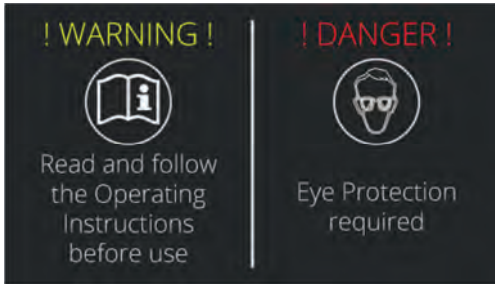 ! WARNING !
Read and follow
the Operating
Instructions
before use
! DANGER !
Eye Protection
required